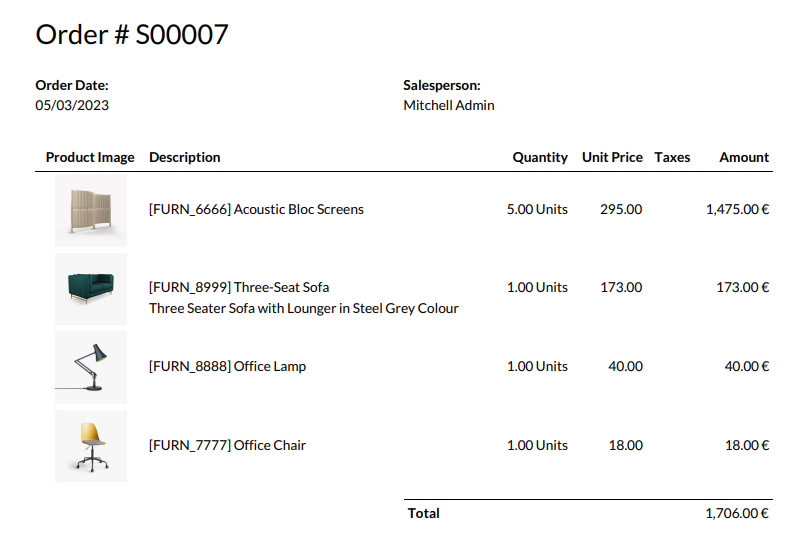 Order # S00007
Order Date:
Salesperson:
05/03/2023
Mitchell Admin
Product Image Description Quantity Unit Price Taxes Amount
[FURN_6666] Acoustic Bloc Screens 5.00 Units 295.00 1,475.00 €
[FURN_8999] Three-Seat Sofa 1.00 Units 173.00 173.00 €
Three Seater Sofa with Lounger in Steel Grey Colour
[FURN_8888] Office Lamp 1.00 Units 40.00 40.00 €
[FURN_7777] Office Chair 1.00 Units 18.00 18.00 €
Total 1,706.00 €